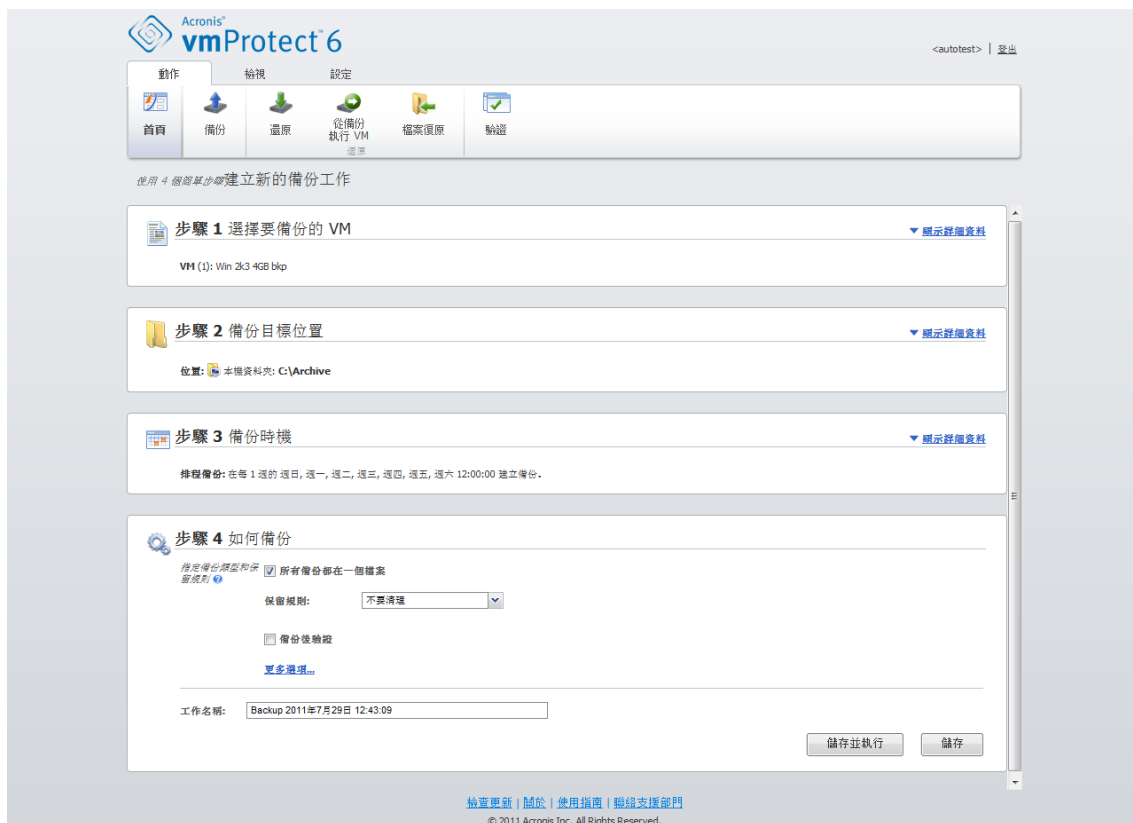 Acronis®
vmProtect™ 6
<autotest> | 登出
動作 檢視 設定
首頁 備份 還原 從備份 執行 VM 檔案復原 驗證
還原
使用 4 個簡單步驟建立新的備份工作
步驟 1 選擇要備份的 VM
▼ 顯示詳細資料
VM (1): Win 2k3 4GB bkp
步驟 2 備份目標位置
▼ 顯示詳細資料
位置: 本機資料夾: C:\Archive
步驟 3 備份時機
▼ 顯示詳細資料
排程備份: 在每 1 週的 週日, 週一, 週二, 週三, 週四, 週五, 週六 12:00:00 建立備份。
步驟 4 如何備份
指定備份類型和保
留規則
所有備份都在一個檔案
保留規則: 不要清理
備份後驗證
更多選項...
工作名稱: Backup 2011年7月29日 12:43:09
儲存並執行 儲存
檢查更新 | 關於 | 使用指南 | 聯絡支援部門
© 2011 Acronis Inc. All Rights Reserved.